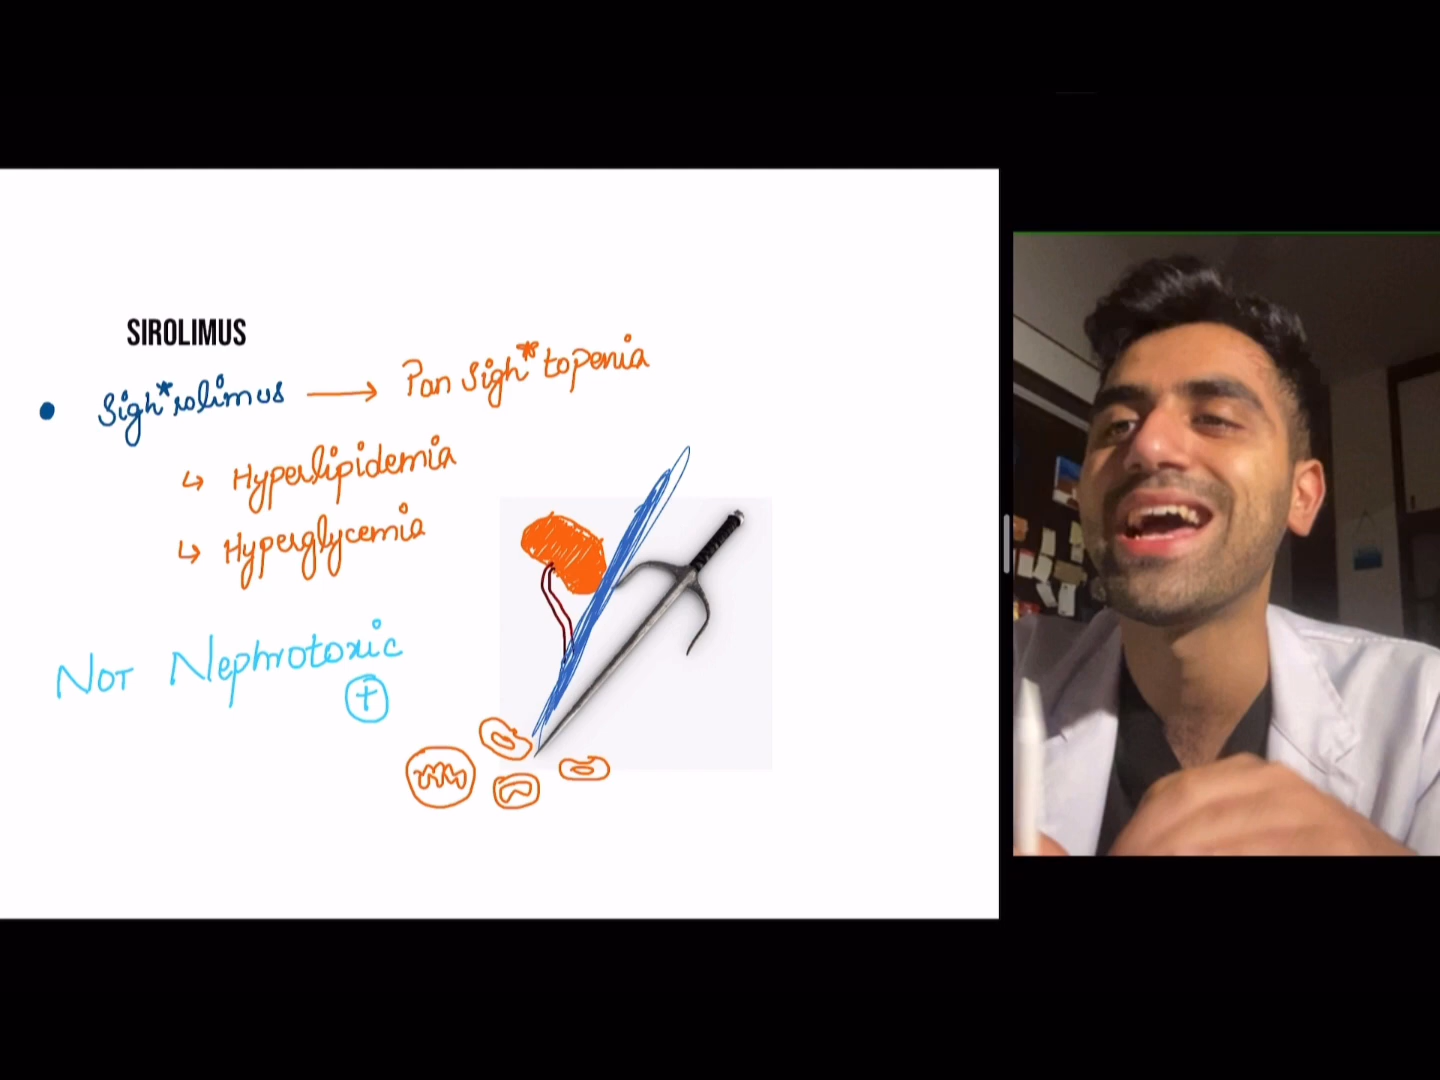 SIROLIMUS
• Sigh*rolimus → Pan Sigh*topenia
↳ Hyperlipidemia
↳ Hyperglycemia
NOT Nephrotoxic
+